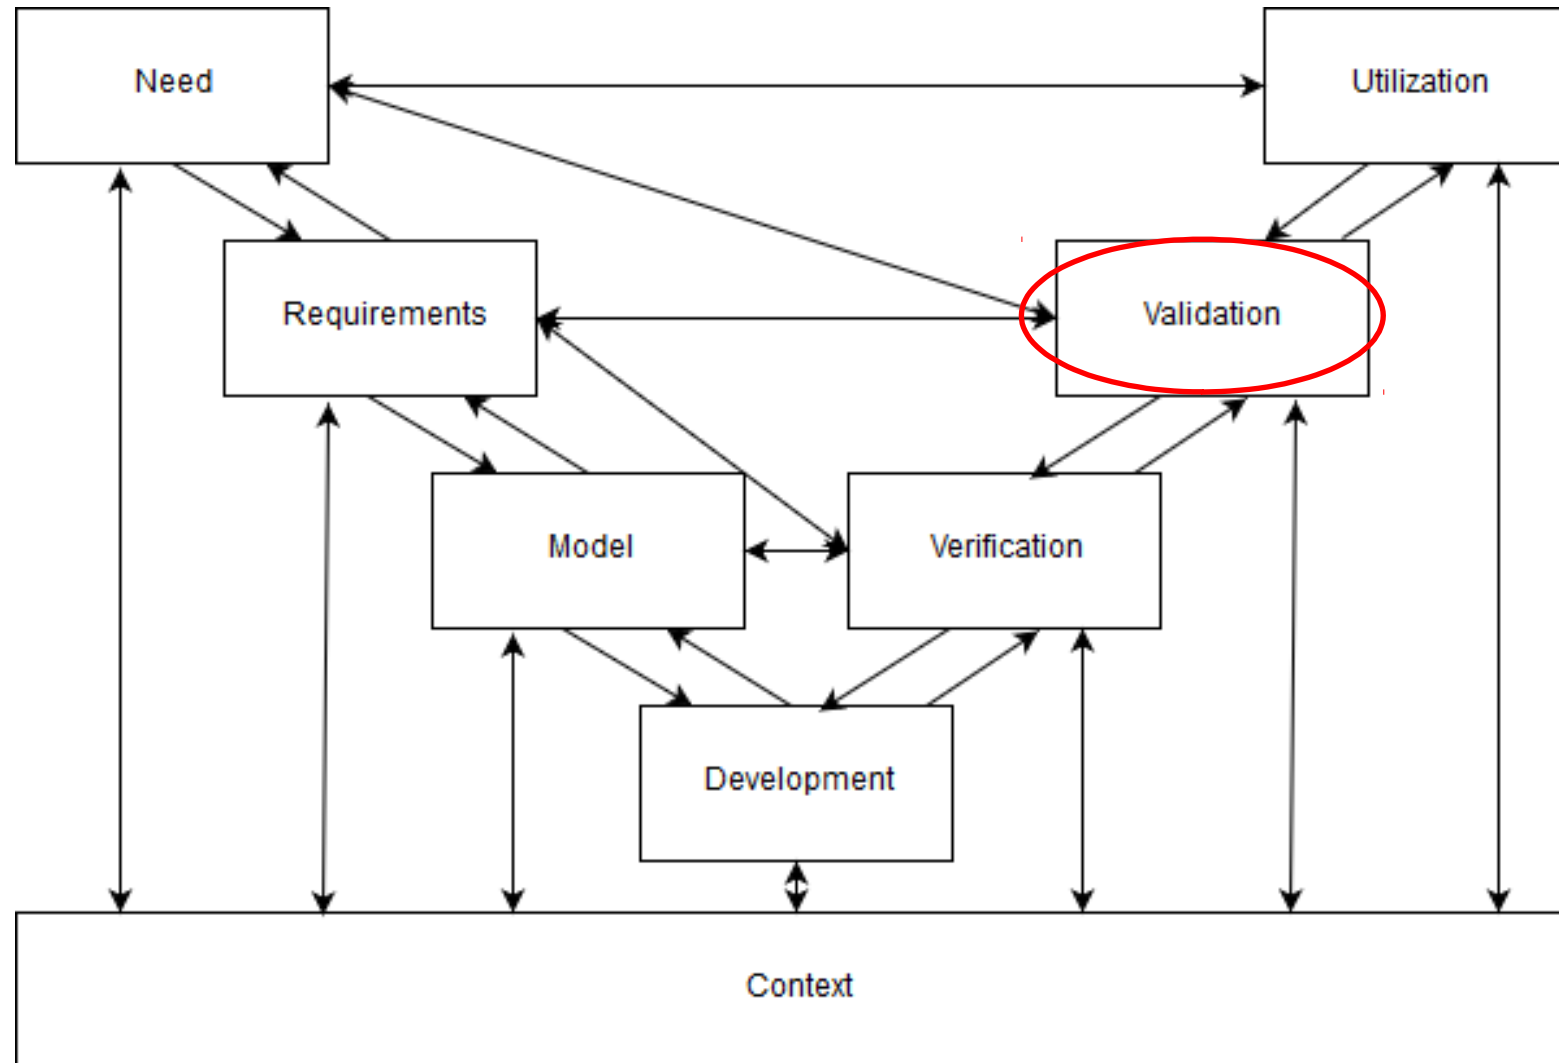 Need
Utilization
Requirements
Validation
Model
Verification
Development
Context